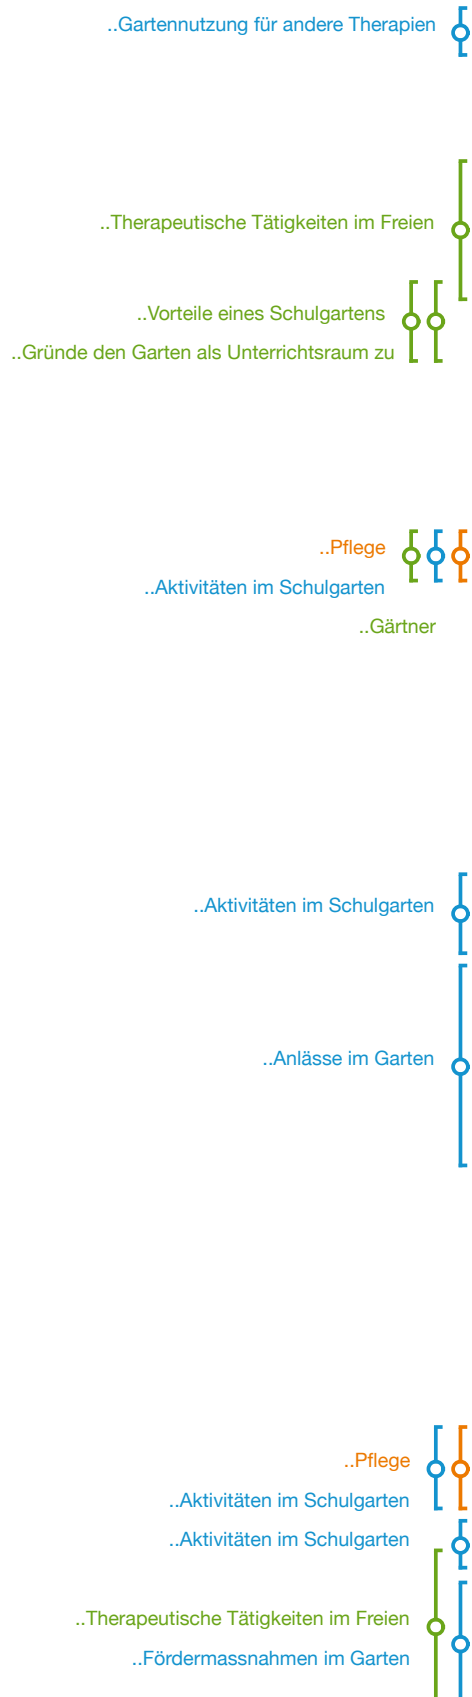 ..Gartennutzung für andere Therapien
..Therapeutische Tätigkeiten im Freien
..Vorteile eines Schulgartens
..Gründe den Garten als Unterrichtsraum zu
..Pflege
..Aktivitäten im Schulgarten
..Gärtner
..Aktivitäten im Schulgarten
..Anlässe im Garten
..Pflege
..Aktivitäten im Schulgarten
..Aktivitäten im Schulgarten
..Therapeutische Tätigkeiten im Freien
..Fördermassnahmen im Garten